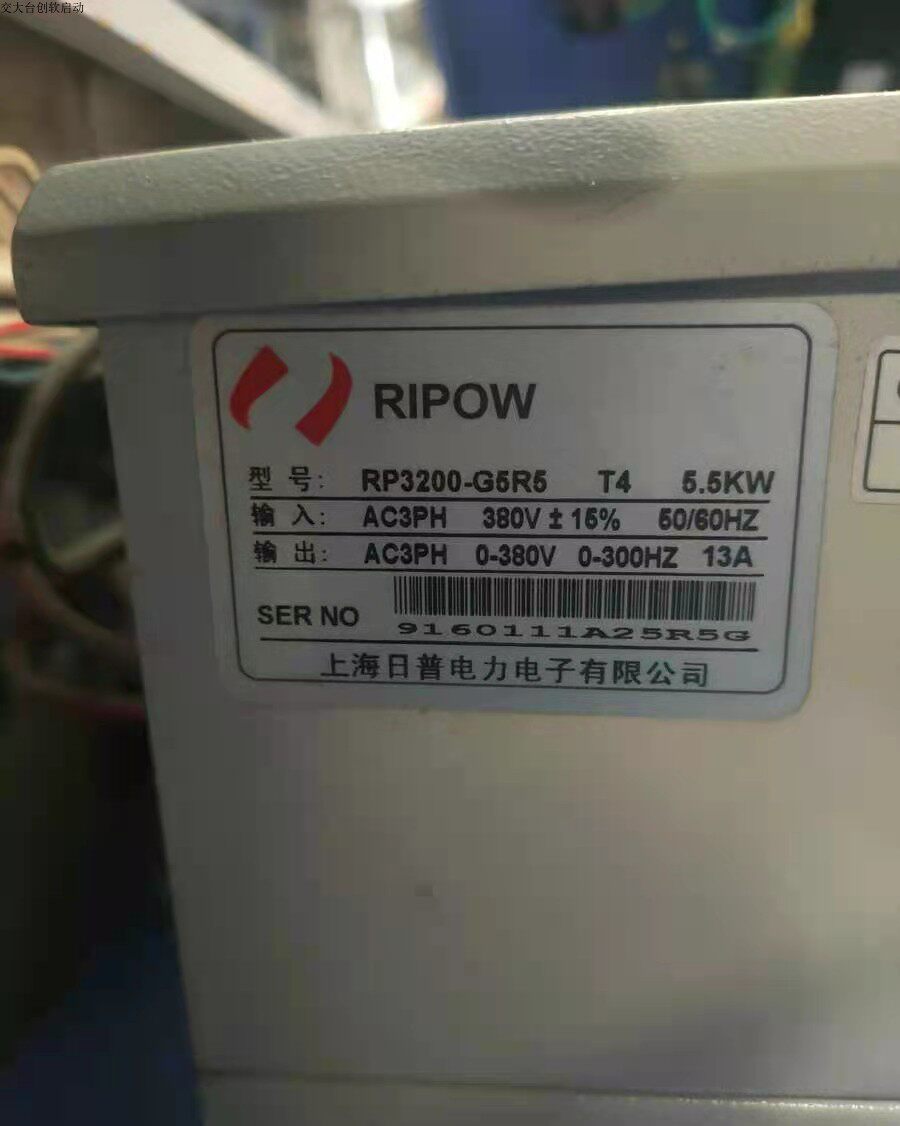 交大台创软启动
RIPOW
型 号: RP3200-G5R5 T4 5.5KW
输 入: AC3PH 380V ± 15% 50/60HZ
输 出: AC3PH 0-380V 0-300HZ 13A
SER NO
9160111A25R5G
上海日普电力电子有限公司